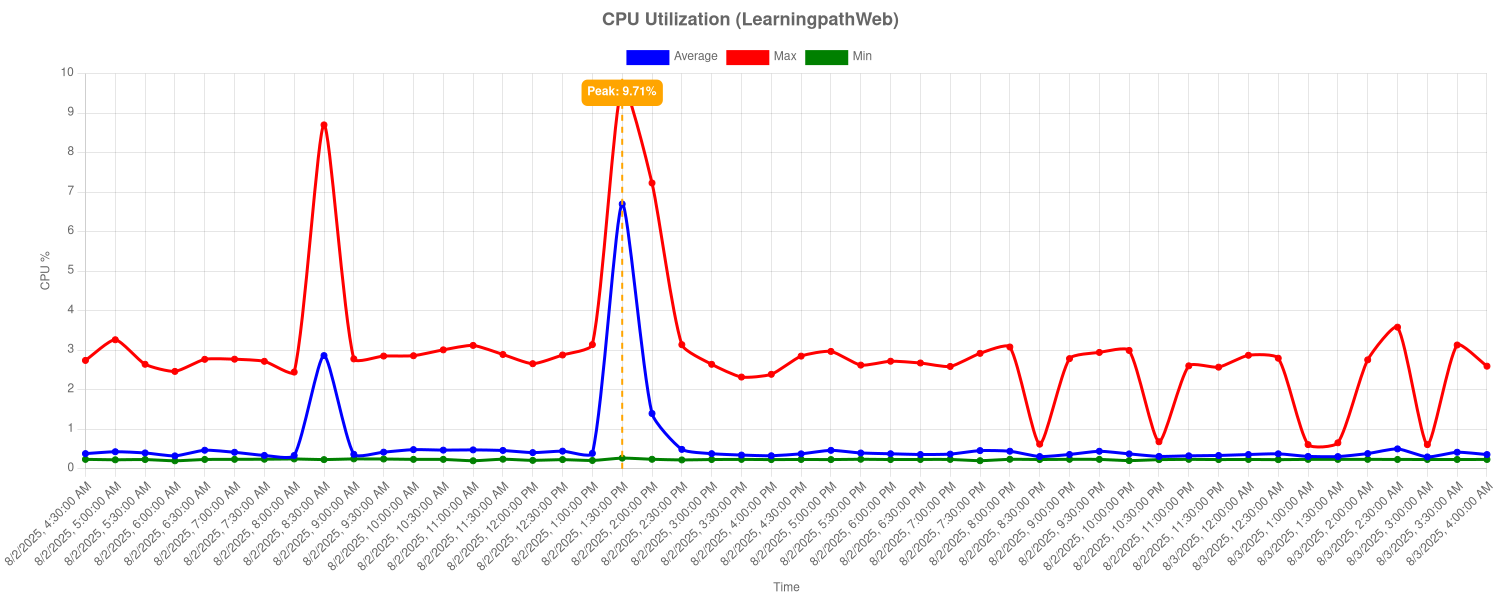 CPU Utilization (LearningpathWeb)
Average Max Min
Peak: 9.71%
10
9
8
7
6
5
4
3
2
1
0
CPU %
8/2/2025, 4:30:00 AM
8/2/2025, 5:00:00 AM
8/2/2025, 5:30:00 AM
8/2/2025, 6:00:00 AM
8/2/2025, 6:30:00 AM
8/2/2025, 7:00:00 AM
8/2/2025, 7:30:00 AM
8/2/2025, 8:00:00 AM
8/2/2025, 8:30:00 AM
8/2/2025, 9:00:00 AM
8/2/2025, 9:30:00 AM
8/2/2025, 10:00:00 AM
8/2/2025, 10:30:00 AM
8/2/2025, 11:00:00 AM
8/2/2025, 11:30:00 AM
8/2/2025, 12:00:00 PM
8/2/2025, 12:30:00 PM
8/2/2025, 1:00:00 PM
8/2/2025, 1:30:00 PM
8/2/2025, 2:00:00 PM
8/2/2025, 2:30:00 PM
8/2/2025, 3:00:00 PM
8/2/2025, 3:30:00 PM
8/2/2025, 4:00:00 PM
8/2/2025, 4:30:00 PM
8/2/2025, 5:00:00 PM
8/2/2025, 5:30:00 PM
8/2/2025, 6:00:00 PM
8/2/2025, 6:30:00 PM
8/2/2025, 7:00:00 PM
8/2/2025, 7:30:00 PM
8/2/2025, 8:00:00 PM
8/2/2025, 8:30:00 PM
8/2/2025, 9:00:00 PM
8/2/2025, 9:30:00 PM
8/2/2025, 10:00:00 PM
8/2/2025, 10:30:00 PM
8/2/2025, 11:00:00 PM
8/2/2025, 11:30:00 PM
8/3/2025, 12:00:00 AM
8/3/2025, 12:30:00 AM
8/3/2025, 1:00:00 AM
8/3/2025, 1:30:00 AM
8/3/2025, 2:00:00 AM
8/3/2025, 2:30:00 AM
8/3/2025, 3:00:00 AM
8/3/2025, 3:30:00 AM
8/3/2025, 4:00:00 AM
Time